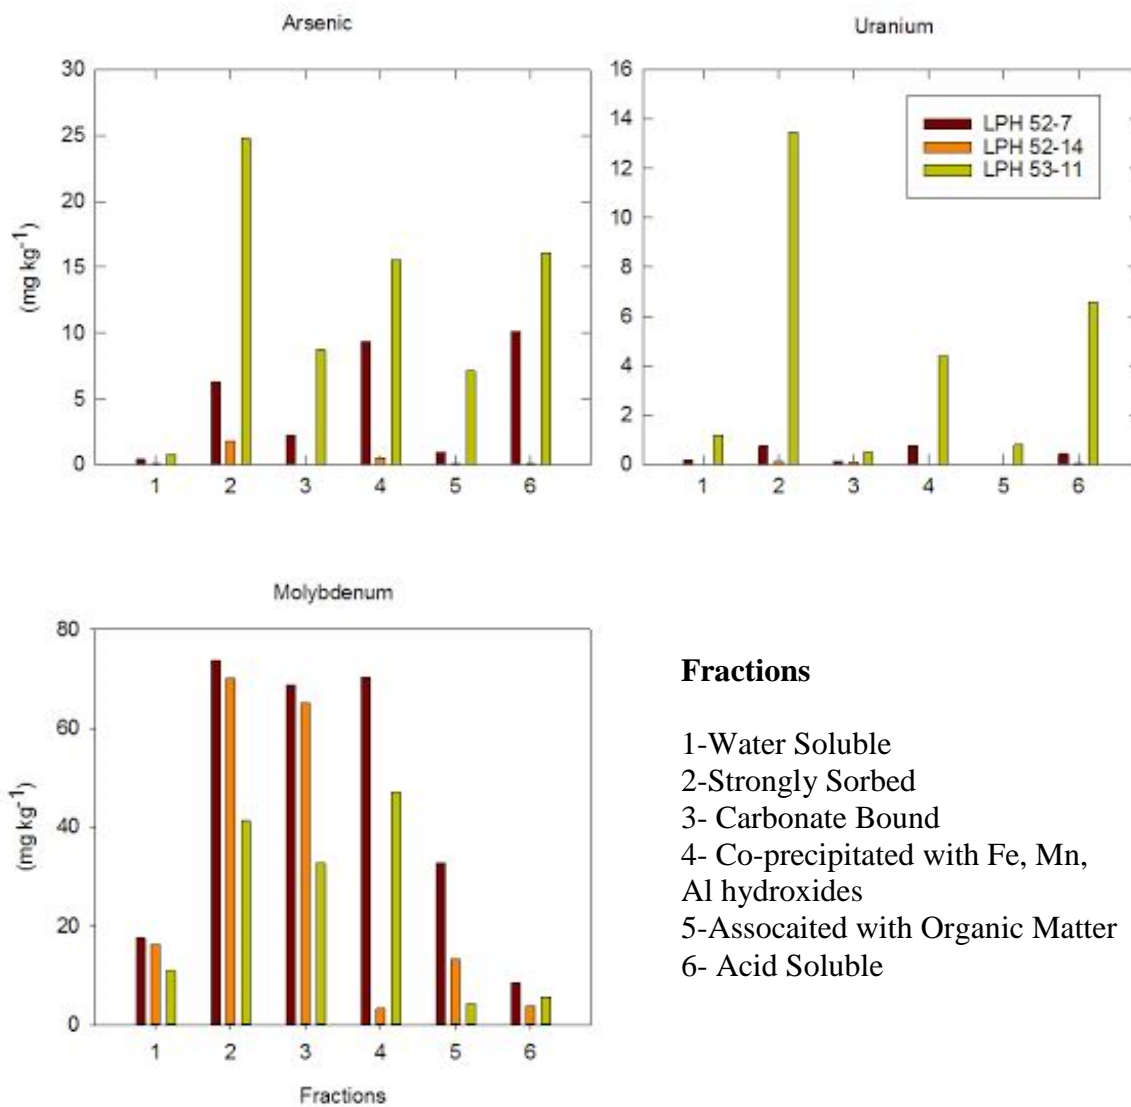 Arsenic
30
25
20
15
10
5
0
(mg kg-1)
1 2 3 4 5 6
Uranium
16
14
12
10
8
6
4
2
0
LPH 52-7
LPH 52-14
LPH 53-11
1 2 3 4 5 6
Molybdenum
80
60
40
20
0
(mg kg-1)
1 2 3 4 5 6
Fractions
Fractions
1-Water Soluble
2-Strongly Sorbed
3- Carbonate Bound
4- Co-precipitated with Fe, Mn,
Al hydroxides
5-Assocaited with Organic Matter
6- Acid Soluble